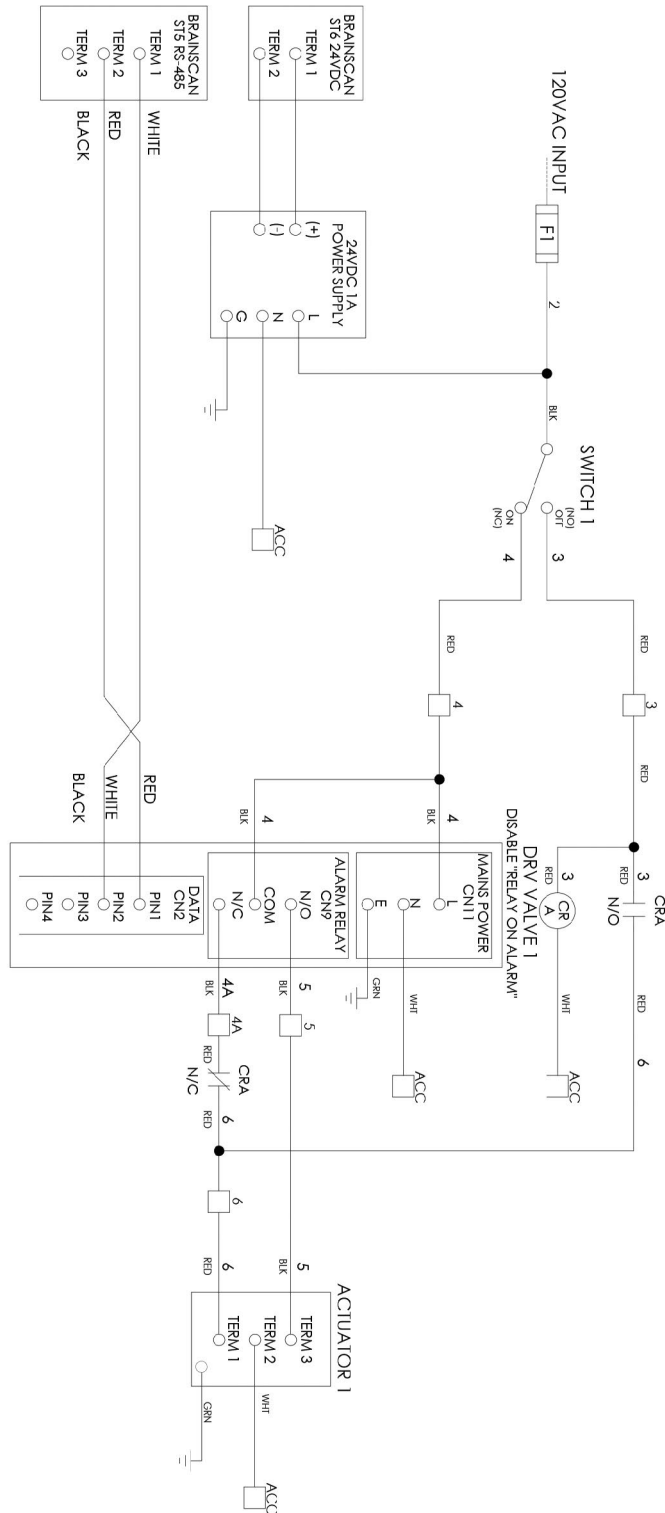 120VAC INPUT
F1
2
BLK
SWITCH 1
(NO)
OFF
ON
(NC)
3
RED
3
RED
3
RED
CRA
N/O
RED
6
3
RED
CR
A
WHT
ACC
4
RED
4
4
BLK
4
BLK
DRV VALVE 1
DISABLE "RELAY ON ALARM"
MAINS POWER
CN11
L
N
E
WHT
ACC
GRN
ALARM RELAY
CN9
N/O
COM
N/C
5
BLK
5
5
BLK
4A
BLK
4A
RED
CRA
N/C
6
RED
6
6
RED
ACTUATOR 1
TERM 3
TERM 2
TERM 1
WHT
ACC
GRN
BRAINSCAN
ST6 24VDC
TERM 1
TERM 2
24VDC 1A
POWER SUPPLY
(+)
(-)
L
N
G
ACC
BRAINSCAN
ST5 RS-485
TERM 1
TERM 2
TERM 3
WHITE
RED
BLACK
RED
WHITE
BLACK
DATA
CN2
PIN1
PIN2
PIN3
PIN4